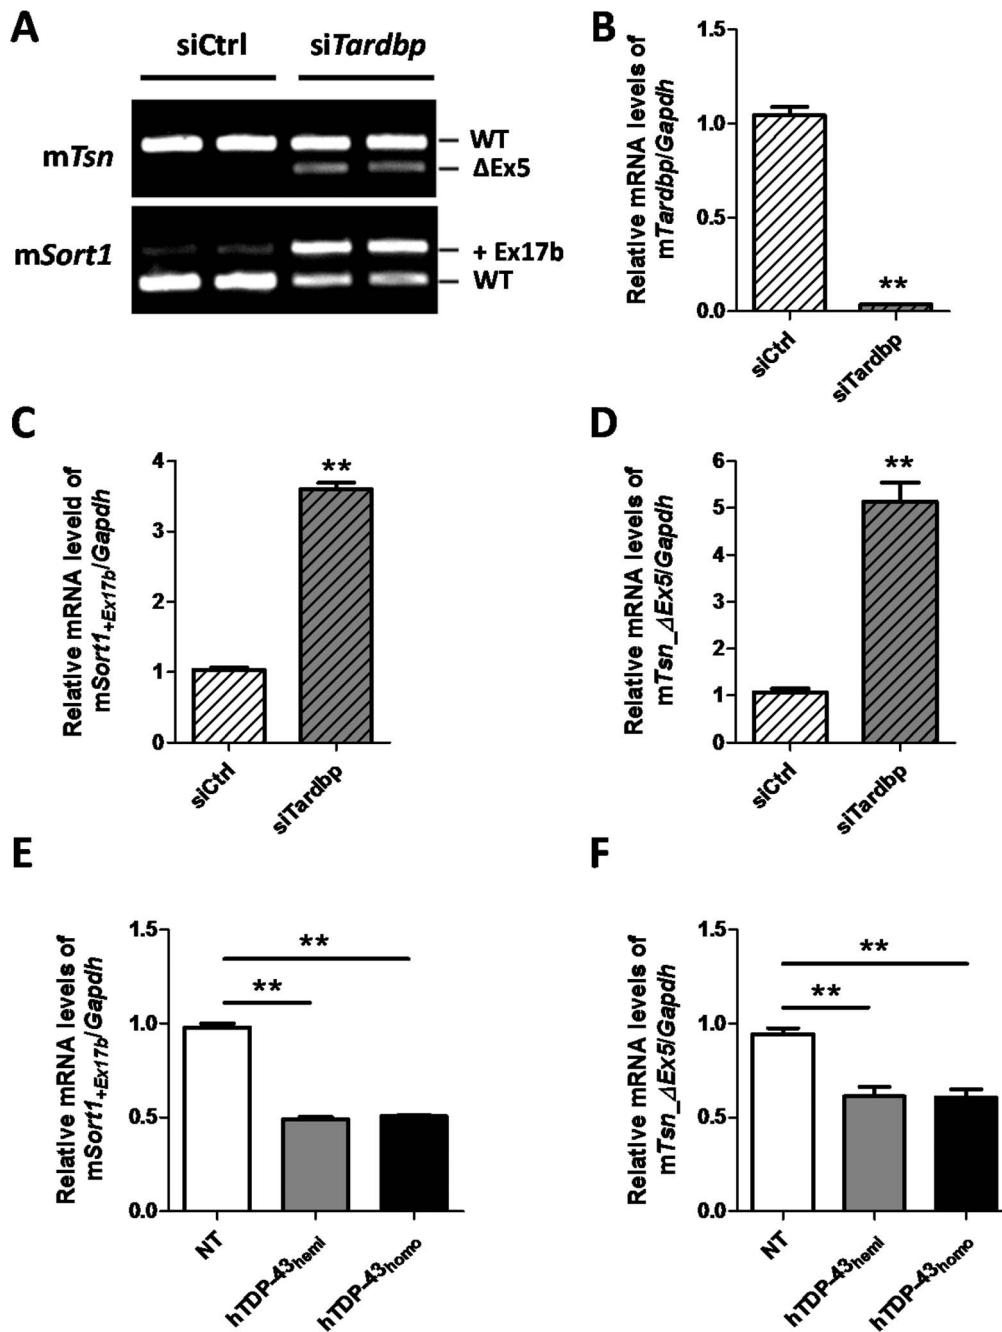 A
siCtrl
siTardbp
mTsn
WT
ΔEx5
mSort1
+ Ex17b
WT
B
Relative mRNA levels of
mTardbp/Gapdh
1.5
1.0
0.5
0.0
**
siCtrl
siTardbp
C
Relative mRNA leveld of
mSort1+Ex17b/Gapdh
4
3
2
1
0
**
siCtrl
siTardbp
D
Relative mRNA levels of
mTsn_ΔEx5/Gapdh
6
5
4
3
2
1
0
**
siCtrl
siTardbp
E
Relative mRNA levels of
mSort1+Ex17b/Gapdh
1.5
1.0
0.5
0.0
**
**
NT
hTDP-43hemi
hTDP-43homo
F
Relative mRNA levels of
mTsn_ΔEx5/Gapdh
1.5
1.0
0.5
0.0
**
**
NT
hTDP-43hemi
hTDP-43homo